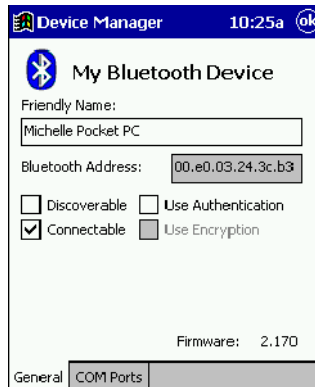 Device Manager 10:25a ok
My Bluetooth Device
Friendly Name:
Michelle Pocket PC
Bluetooth Address: 00.e0.03.24.3c.b3
Discoverable Use Authentication
Connectable Use Encryption
Firmware: 2.170
General COM Ports